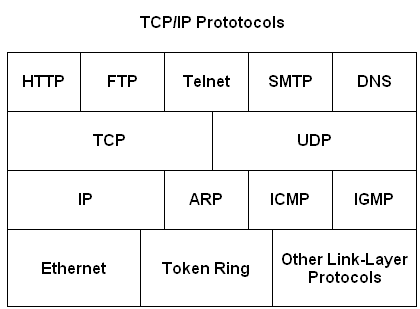 TCP/IP Prototocols
HTTP FTP Telnet SMTP DNS
TCP UDP
IP ARP ICMP IGMP
Ethernet Token Ring Other Link-Layer
Protocols